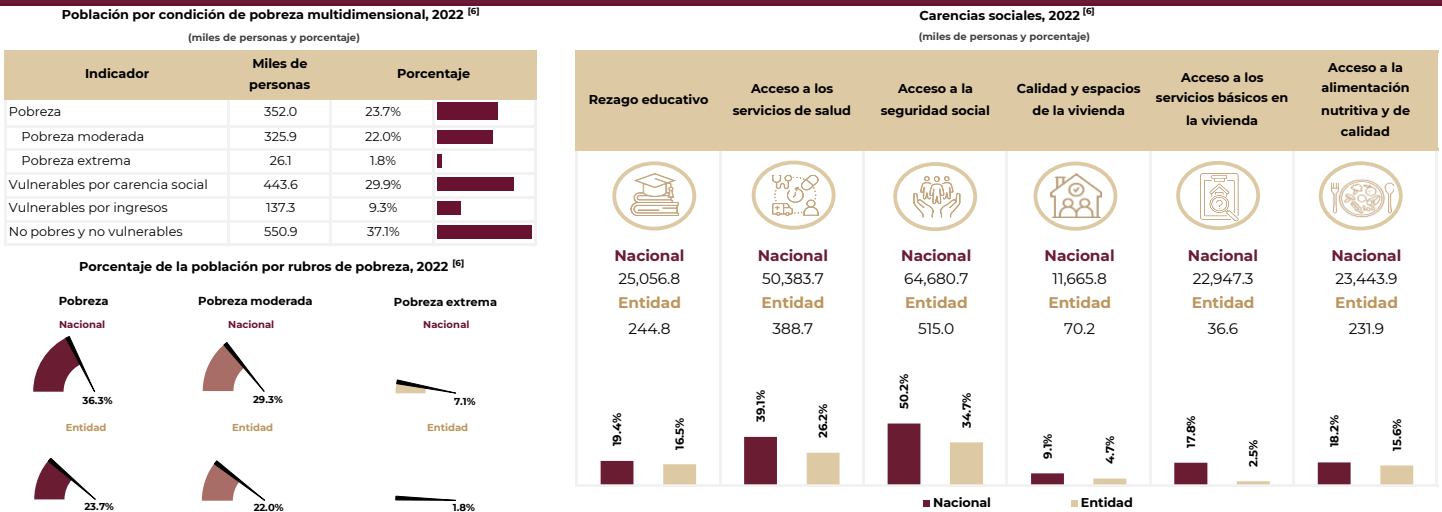 Población por condición de pobreza multidimensional, 2022 [6]
(miles de personas y porcentaje)
Indicador Miles de personas Porcentaje
Pobreza 352.0 23.7%
Pobreza moderada 325.9 22.0%
Pobreza extrema 26.1 1.8%
Vulnerables por carencia social 443.6 29.9%
Vulnerables por ingresos 137.3 9.3%
No pobres y no vulnerables 550.9 37.1%
Porcentaje de la población por rubros de pobreza, 2022 [6]
Pobreza Pobreza moderada Pobreza extrema
Nacional Nacional Nacional
36.3% 29.3% 7.1%
Entidad Entidad Entidad
23.7% 22.0% 1.8%
Carencias sociales, 2022 [6]
(miles de personas y porcentaje)
Rezago educativo
Acceso a los
servicios de salud
Acceso a la
seguridad social
Calidad y espacios
de la vivienda
Acceso a los
servicios básicos en
la vivienda
Acceso a la
alimentación
nutritiva y de
calidad
Nacional Nacional Nacional Nacional Nacional Nacional
25,056.8 50,383.7 64,680.7 11,665.8 22,947.3 23,443.9
Entidad Entidad Entidad Entidad Entidad Entidad
244.8 388.7 515.0 70.2 36.6 231.9
19.4% 16.5% 39.1% 26.2% 50.2% 34.7% 9.1% 4.7% 17.8% 2.5% 18.2% 15.6%
Nacional Entidad